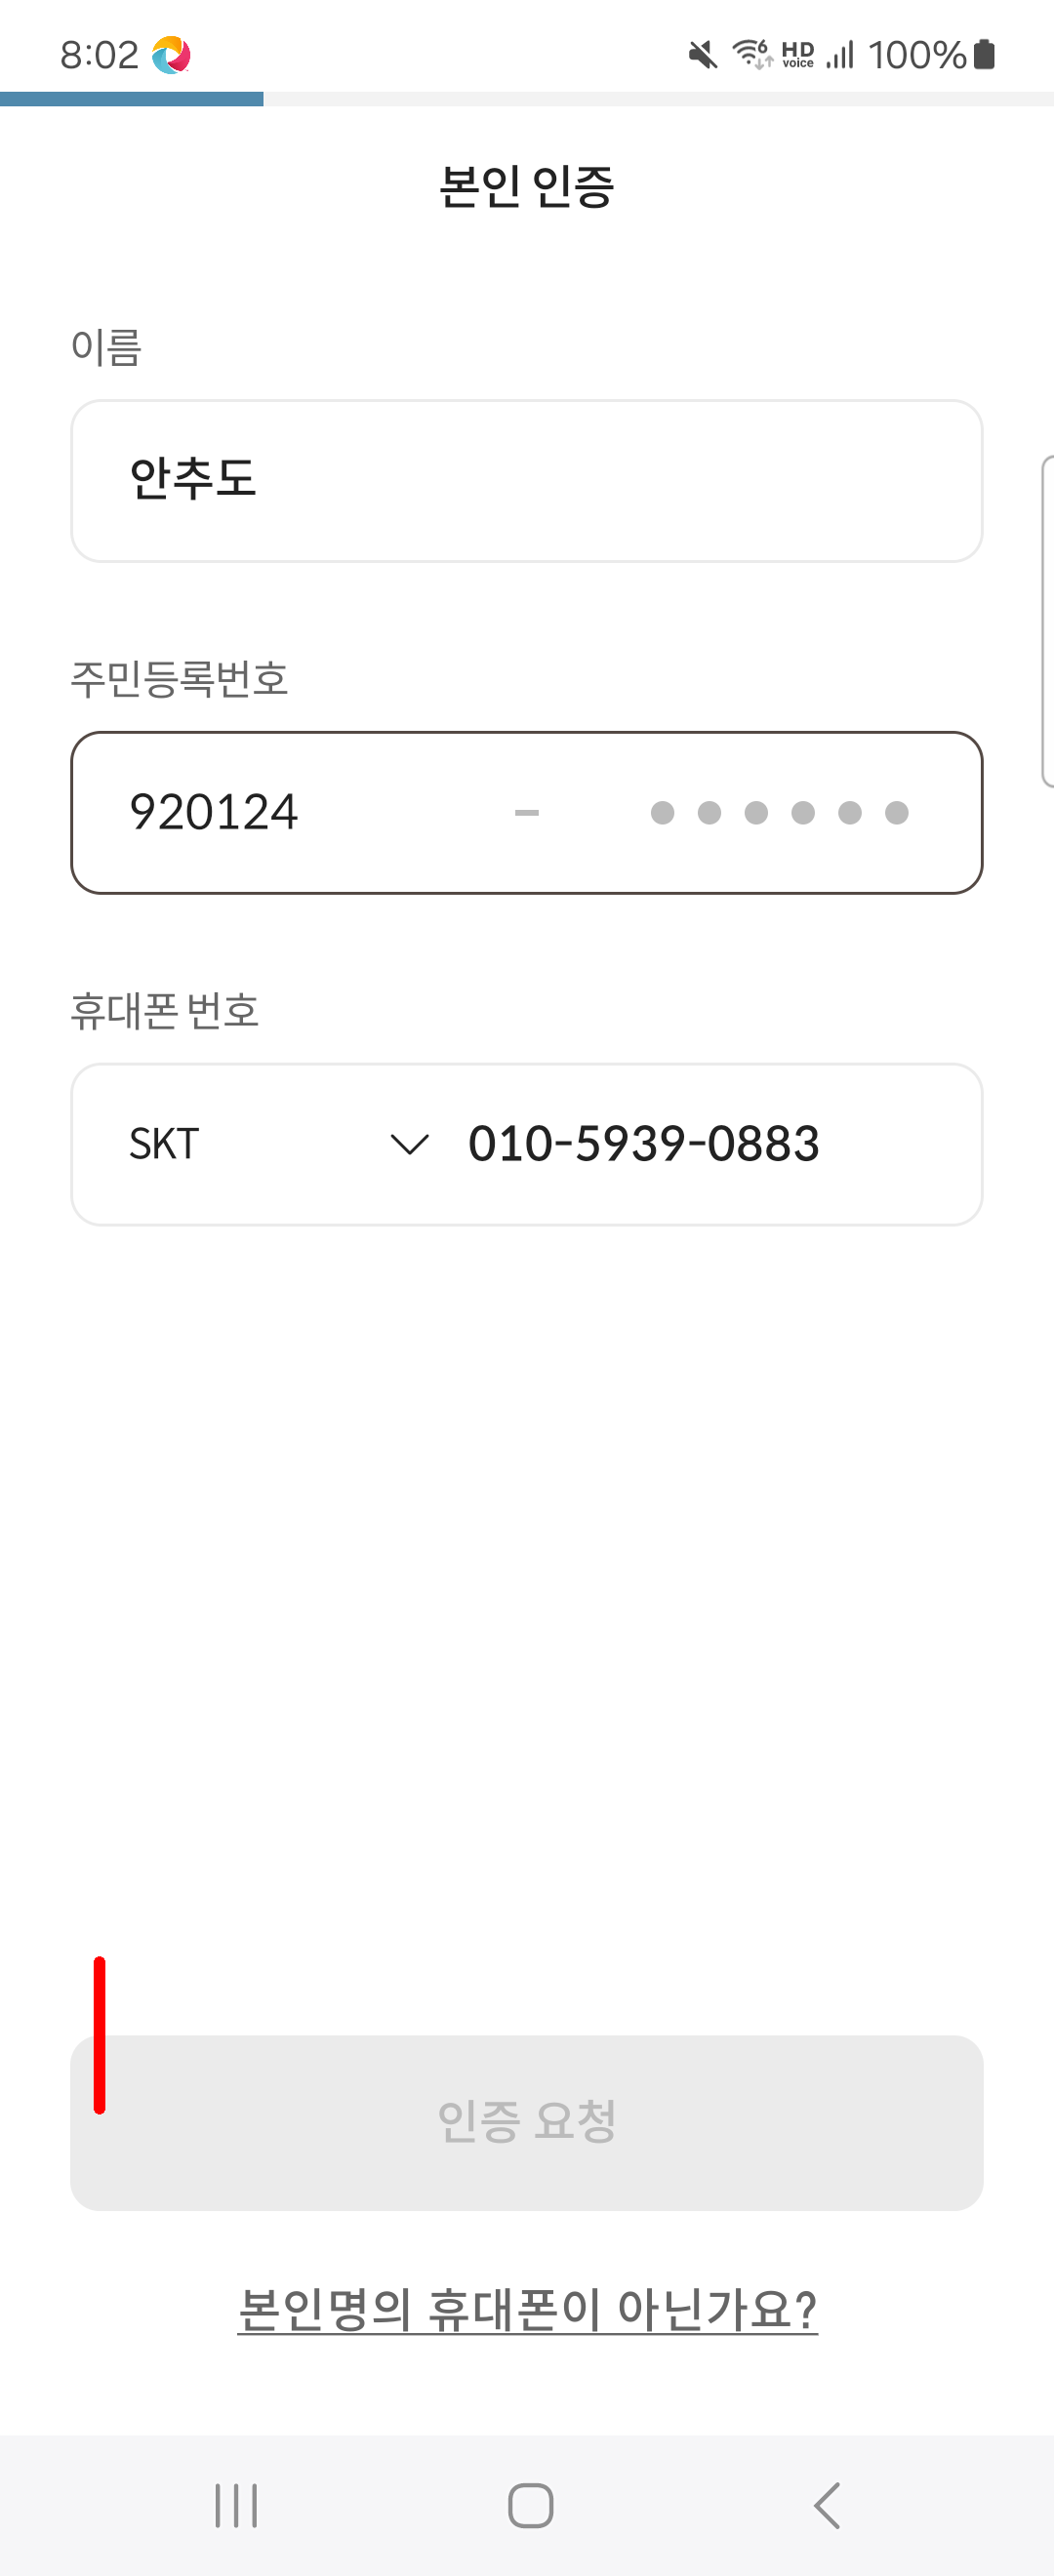 8:02 6 HD voice 100%
본인 인증
이름
안추도
주민등록번호
920124 - ● ● ● ● ● ●
휴대폰 번호
SKT 010-5939-0883
인증 요청
본인명의 휴대폰이 아닌가요?